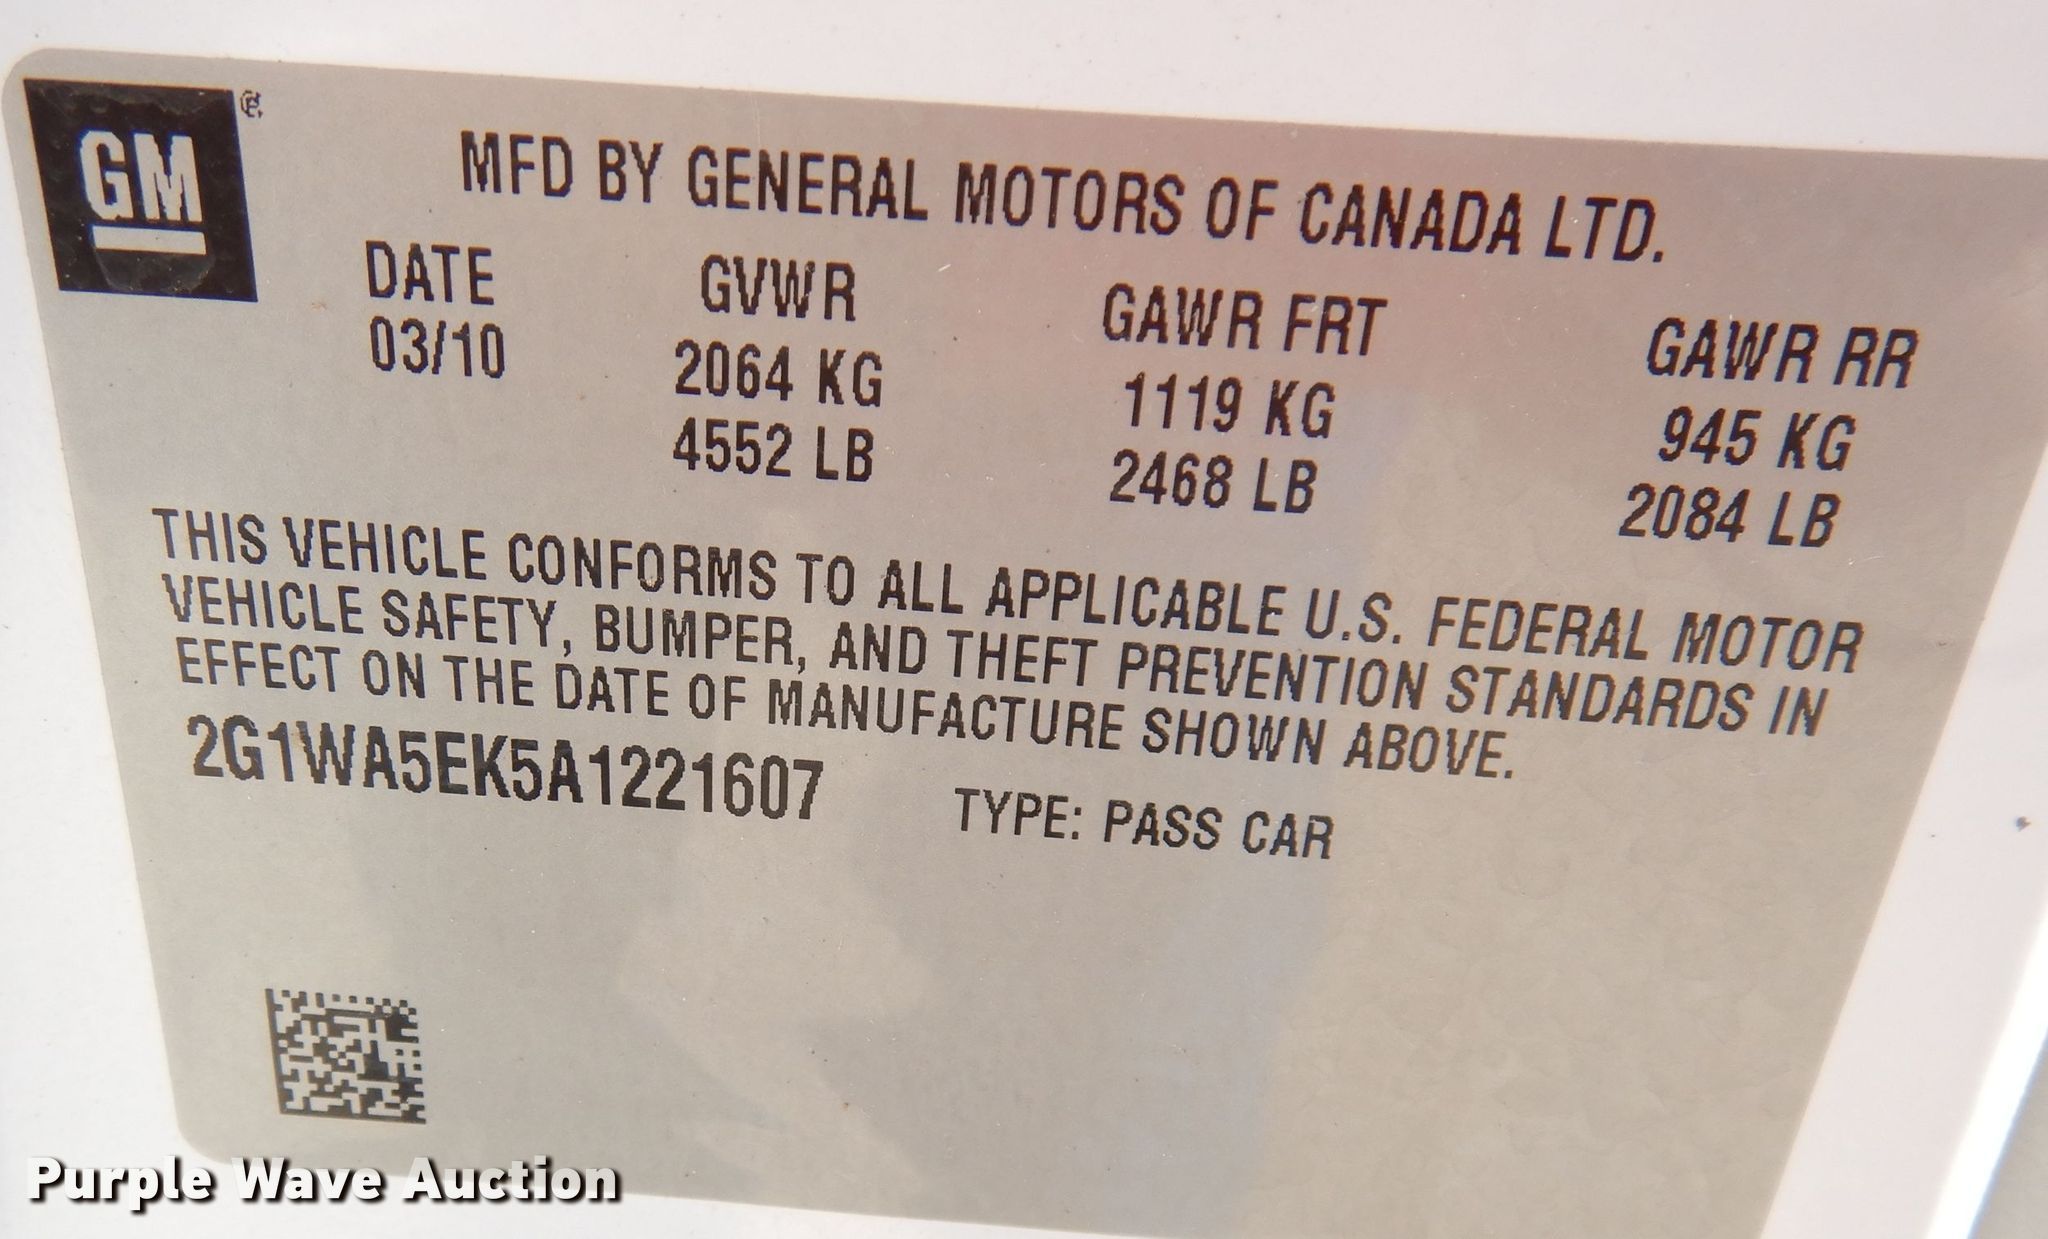 GM
MFD BY GENERAL MOTORS OF CANADA LTD.
DATE GVWR GAWR FRT GAWR RR
03/10 2064 KG 1119 KG 945 KG
4552 LB 2468 LB 2084 LB
THIS VEHICLE CONFORMS TO ALL APPLICABLE U.S. FEDERAL MOTOR
VEHICLE SAFETY, BUMPER, AND THEFT PREVENTION STANDARDS IN
EFFECT ON THE DATE OF MANUFACTURE SHOWN ABOVE.
2G1WA5EK5A1221607 TYPE: PASS CAR
Purple Wave Auction